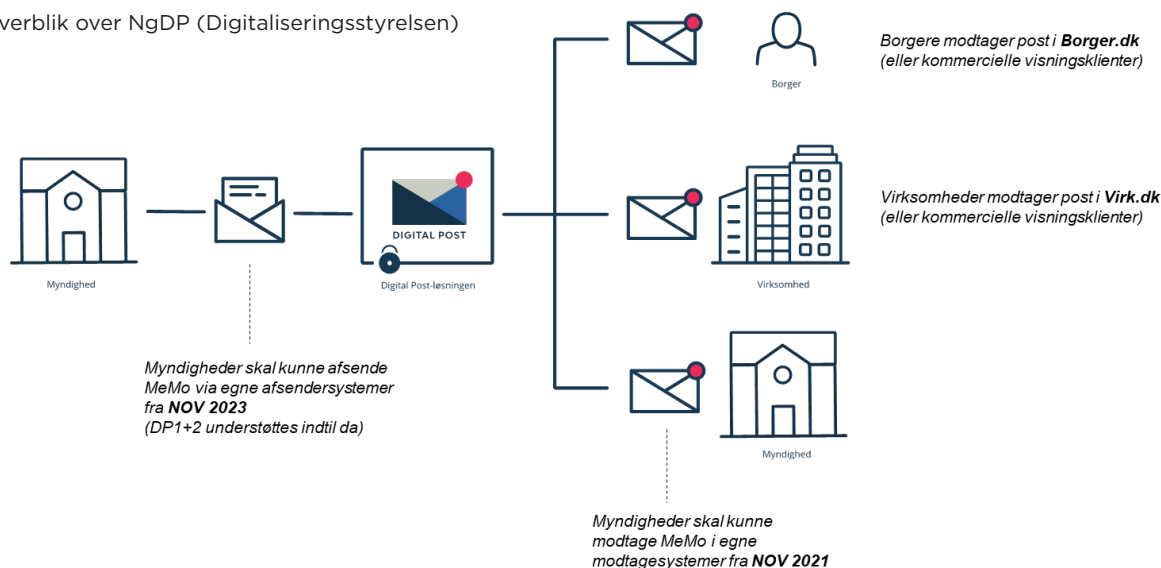 verblik over NgDP (Digitaliseringsstyrelsen)
Borger
Borgere modtager post i Borger.dk
(eller kommercielle visningsklienter)
Myndighed
DIGITAL POST
Digital Post-løsningen
Virksomhed
Virksomheder modtager post i Virk.dk
(eller kommercielle visningsklienter)
Myndigheder skal kunne afsende
MeMo via egne afsendersystemer
fra NOV 2023
(DP1+2 understøttes indtil da)
Myndighed
Myndigheder skal kunne
modtage MeMo i egne
modtagesystemer fra NOV 2021